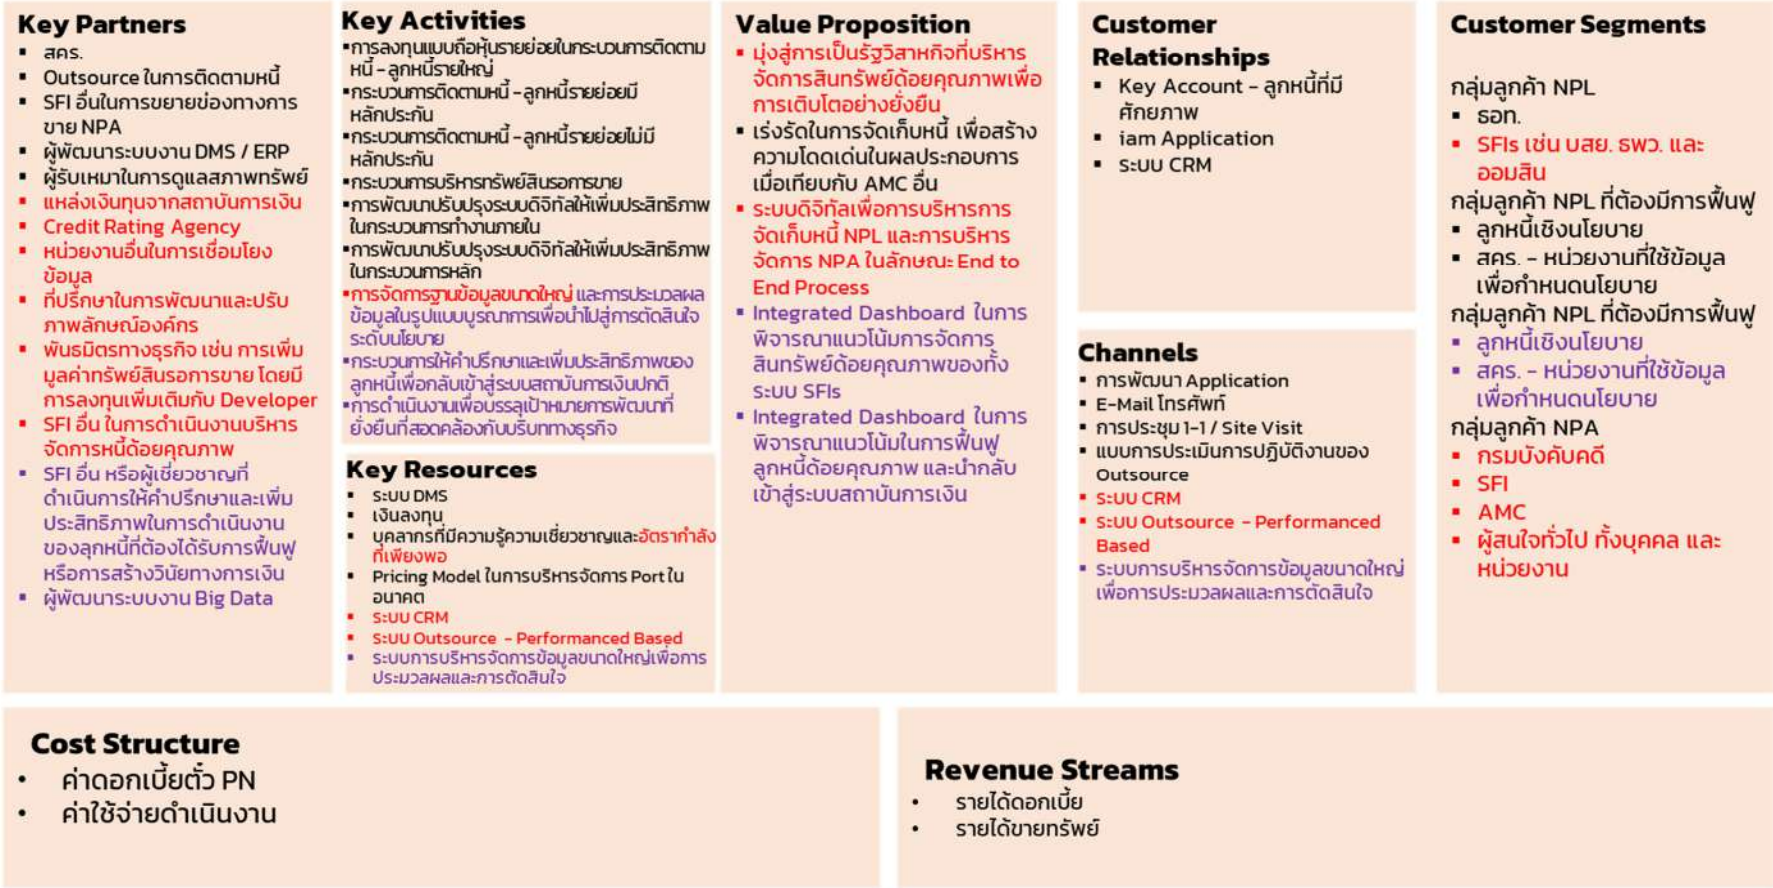 Key Partners
▪ สคร.
▪ Outsource ในการติดตามหนี้
▪ SFI อื่นในการขยายช่องทางการ
ขาย NPA
▪ ผู้พัฒนาระบบงาน DMS / ERP
▪ ผู้รับเหมาในการดูแลสภาพทรัพย์
▪ แหล่งเงินทุนจากสถาบันการเงิน
▪ Credit Rating Agency
▪ หน่วยงานอื่นในการเชื่อมโยง
ข้อมูล
▪ ที่ปรึกษาในการพัฒนาและปรับ
ภาพลักษณ์องค์กร
▪ พันธมิตรทางธุรกิจ เช่น การเพิ่ม
มูลค่าทรัพย์สินรอการขาย โดยมี
การลงทุนเพิ่มเติมกับ Developer
▪ SFI อื่น ในการดำเนินงานบริหาร
จัดการหนี้ด้อยคุณภาพ
▪ SFI อื่น หรือผู้เชี่ยวชาญที่
ดำเนินการให้คำปรึกษาและเพิ่ม
ประสิทธิภาพในการดำเนินงาน
ของลูกหนี้ที่ต้องได้รับการฟื้นฟู
หรือการสร้างวินัยทางการเงิน
▪ ผู้พัฒนาระบบงาน Big Data
Key Activities
▪การลงทุนแบบถือหุ้นรายย่อยในกระบวนการติดตาม
หนี้ – ลูกหนี้รายใหญ่
▪กระบวนการติดตามหนี้ – ลูกหนี้รายย่อยมี
หลักประกัน
▪กระบวนการติดตามหนี้ – ลูกหนี้รายย่อยไม่มี
หลักประกัน
▪กระบวนการบริหารทรัพย์สินรอการขาย
▪การพัฒนาปรับปรุงระบบดิจิทัลให้เพิ่มประสิทธิภาพ
ในกระบวนการทำงานภายใน
▪การพัฒนาปรับปรุงระบบดิจิทัลให้เพิ่มประสิทธิภาพ
ในกระบวนการหลัก
▪การจัดการฐานข้อมูลขนาดใหญ่ และการประมวลผล
ข้อมูลในรูปแบบบูรณาการเพื่อนำไปสู่การตัดสินใจ
ระดับนโยบาย
▪กระบวนการให้คำปรึกษาและเพิ่มประสิทธิภาพของ
ลูกหนี้เพื่อกลับเข้าสู่ระบบสถาบันการเงินปกติ
▪การดำเนินงานเพื่อบรรลุเป้าหมายการพัฒนาที่
ยั่งยืนที่สอดคล้องกับบริบททางธุรกิจ
Key Resources
▪ ระบบ DMS
▪ เงินลงทุน
▪ บุคลากรที่มีความรู้ความเชี่ยวชาญและอัตรากำลัง
ที่เพียงพอ
▪ Pricing Model ในการบริหารจัดการ Port ใน
อนาคต
▪ ระบบ CRM
▪ ระบบ Outsource – Performanced Based
▪ ระบบการบริหารจัดการข้อมูลขนาดใหญ่เพื่อการ
ประมวลผลและการตัดสินใจ
Value Proposition
▪ มุ่งสู่การเป็นรัฐวิสาหกิจที่บริหาร
จัดการสินทรัพย์ด้อยคุณภาพเพื่อ
การเติบโตอย่างยั่งยืน
▪ เร่งรัดในการจัดเก็บหนี้ เพื่อสร้าง
ความโดดเด่นในผลประกอบการ
เมื่อเทียบกับ AMC อื่น
▪ ระบบดิจิทัลเพื่อการบริหารการ
จัดเก็บหนี้ NPL และการบริหาร
จัดการ NPA ในลักษณะ End to
End Process
▪ Integrated Dashboard ในการ
พิจารณาแนวโน้มการจัดการ
สินทรัพย์ด้อยคุณภาพของทั้ง
ระบบ SFIs
▪ Integrated Dashboard ในการ
พิจารณาแนวโน้มในการฟื้นฟู
ลูกหนี้ด้อยคุณภาพ และนำกลับ
เข้าสู่ระบบสถาบันการเงิน
Customer
Relationships
▪ Key Account – ลูกหนี้ที่มี
ศักยภาพ
▪ iam Application
▪ ระบบ CRM
Channels
▪ การพัฒนา Application
▪ E-Mail โทรศัพท์
▪ การประชุม 1-1 / Site Visit
▪ แบบการประเมินการปฏิบัติงานของ
Outsource
▪ ระบบ CRM
▪ ระบบ Outsource – Performanced
Based
▪ ระบบการบริหารจัดการข้อมูลขนาดใหญ่
เพื่อการประมวลผลและการตัดสินใจ
Customer Segments
กลุ่มลูกค้า NPL
▪ ธอท.
▪ SFIs เช่น บสย. ธพว. และ
ออมสิน
กลุ่มลูกค้า NPL ที่ต้องมีการฟื้นฟู
▪ ลูกหนี้เชิงนโยบาย
▪ สคร. – หน่วยงานที่ใช้ข้อมูล
เพื่อกำหนดนโยบาย
กลุ่มลูกค้า NPL ที่ต้องมีการฟื้นฟู
▪ ลูกหนี้เชิงนโยบาย
▪ สคร. – หน่วยงานที่ใช้ข้อมูล
เพื่อกำหนดนโยบาย
กลุ่มลูกค้า NPA
▪ กรมบังคับคดี
▪ SFI
▪ AMC
▪ ผู้สนใจทั่วไป ทั้งบุคคล และ
หน่วยงาน
Cost Structure
• ค่าดอกเบี้ยตั๋ว PN
• ค่าใช้จ่ายดำเนินงาน
Revenue Streams
• รายได้ดอกเบี้ย
• รายได้ขายทรัพย์